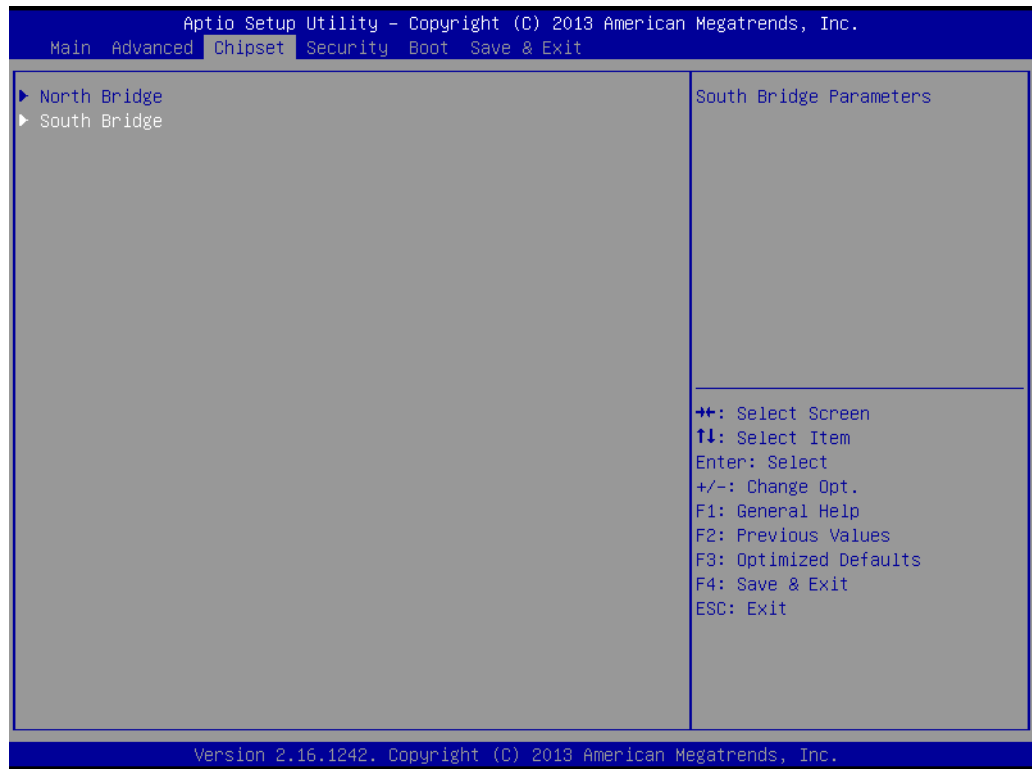 Aptio Setup Utility – Copyright (C) 2013 American Megatrends, Inc.
Main Advanced Chipset Security Boot Save & Exit
▶ North Bridge
▶ South Bridge
South Bridge Parameters
→←: Select Screen
↑↓: Select Item
Enter: Select
+/-: Change Opt.
F1: General Help
F2: Previous Values
F3: Optimized Defaults
F4: Save & Exit
ESC: Exit
Version 2.16.1242. Copyright (C) 2013 American Megatrends, Inc.